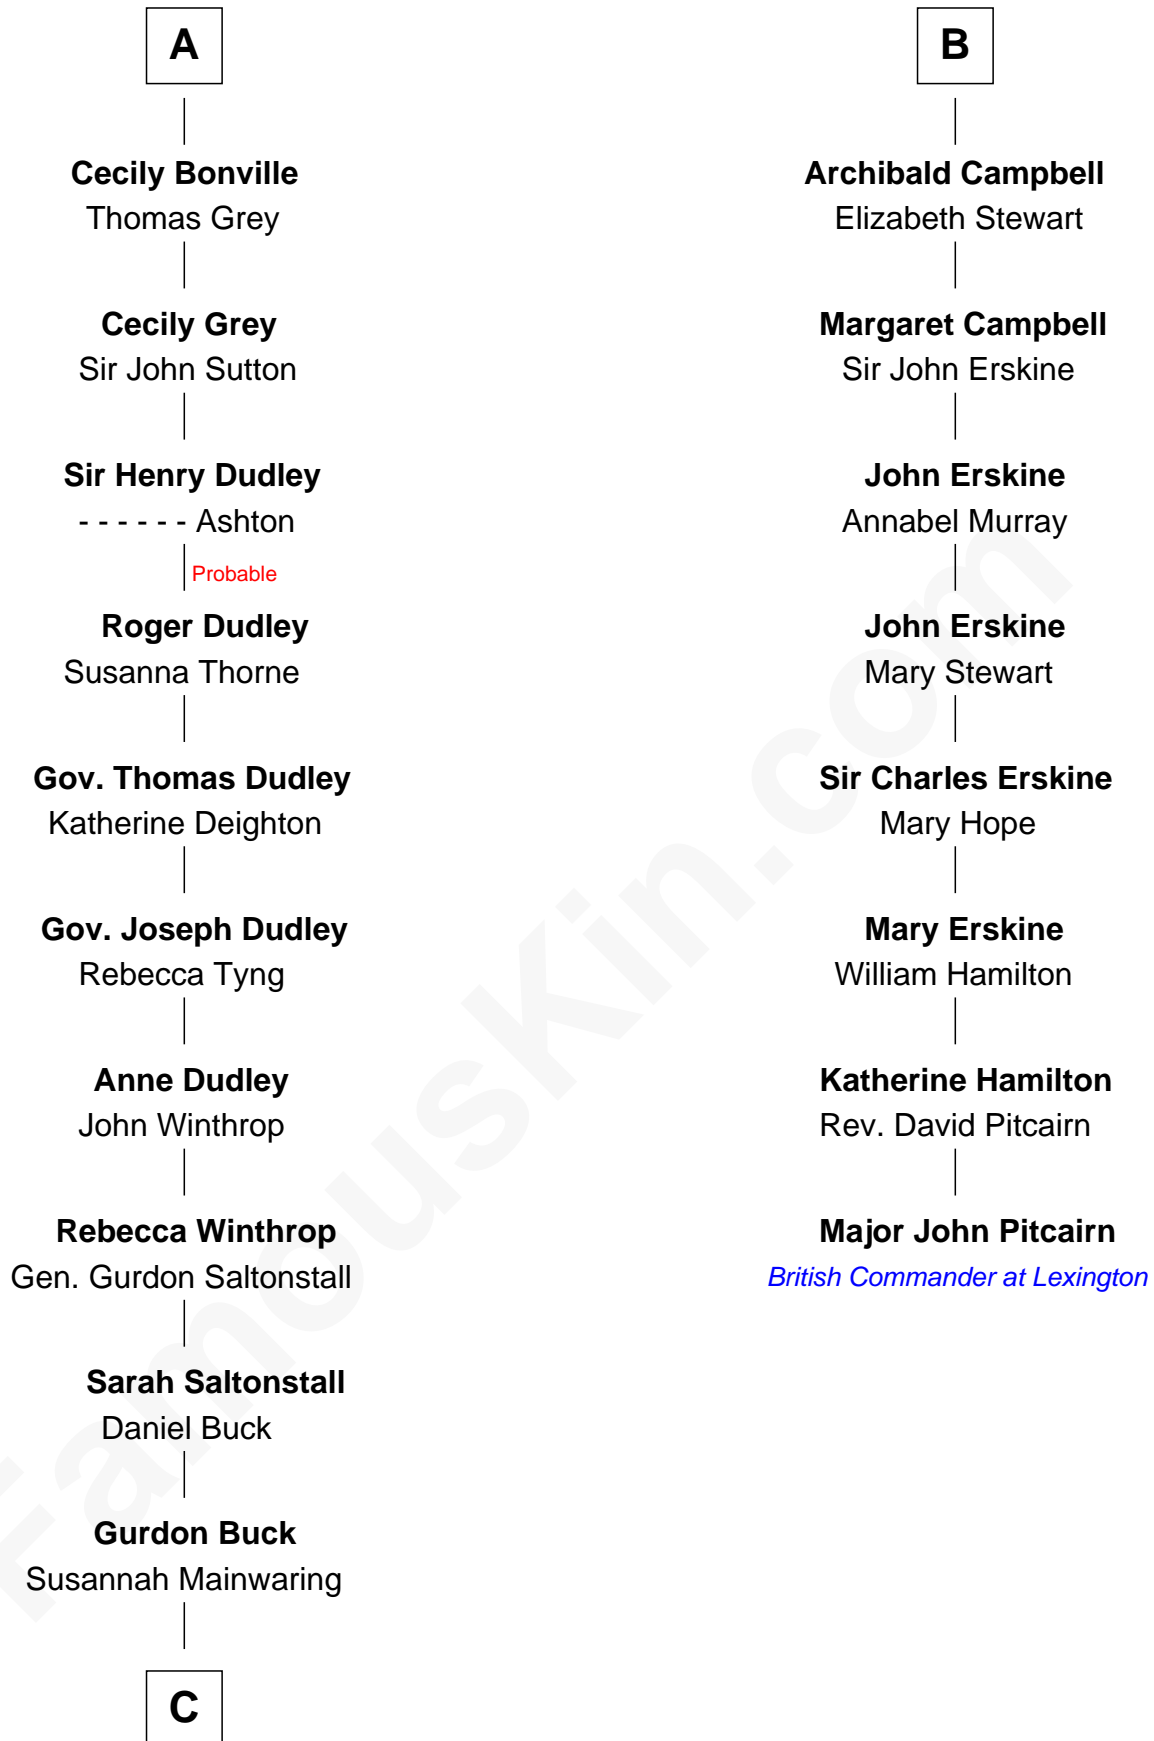 A
Cecily Bonville
Thomas Grey
Cecily Grey
Sir John Sutton
Sir Henry Dudley
- - - - - - Ashton
Probable
Roger Dudley
Susanna Thorne
Gov. Thomas Dudley
Katherine Deighton
Gov. Joseph Dudley
Rebecca Tyng
Anne Dudley
John Winthrop
Rebecca Winthrop
Gen. Gurdon Saltonstall
Sarah Saltonstall
Daniel Buck
Gurdon Buck
Susannah Mainwaring
C
B
Archibald Campbell
Elizabeth Stewart
Margaret Campbell
Sir John Erskine
John Erskine
Annabel Murray
John Erskine
Mary Stewart
Sir Charles Erskine
Mary Hope
Mary Erskine
William Hamilton
Katherine Hamilton
Rev. David Pitcairn
Major John Pitcairn
British Commander at Lexington
FamousKin.com